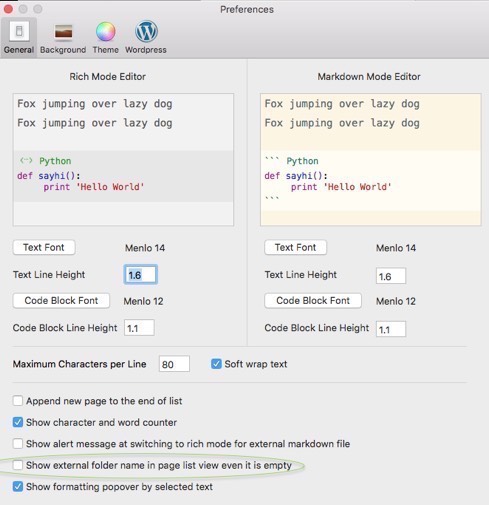 Preferences
General Background Theme Wordpress
Rich Mode Editor
Fox jumping over lazy dog
Fox jumping over lazy dog
<··> Python
def sayhi():
print 'Hello World'
Text Font Menlo 14
Text Line Height 1.6
Code Block Font Menlo 12
Code Block Line Height 1.1
Markdown Mode Editor
Fox jumping over lazy dog
Fox jumping over lazy dog
``` Python
def sayhi():
print 'Hello World'
```
Text Font Menlo 14
Text Line Height 1.6
Code Block Font Menlo 12
Code Block Line Height 1.1
Maximum Characters per Line 80 Soft wrap text
Append new page to the end of list
Show character and word counter
Show alert message at switching to rich mode for external markdown file
Show external folder name in page list view even it is empty
Show formatting popover by selected text